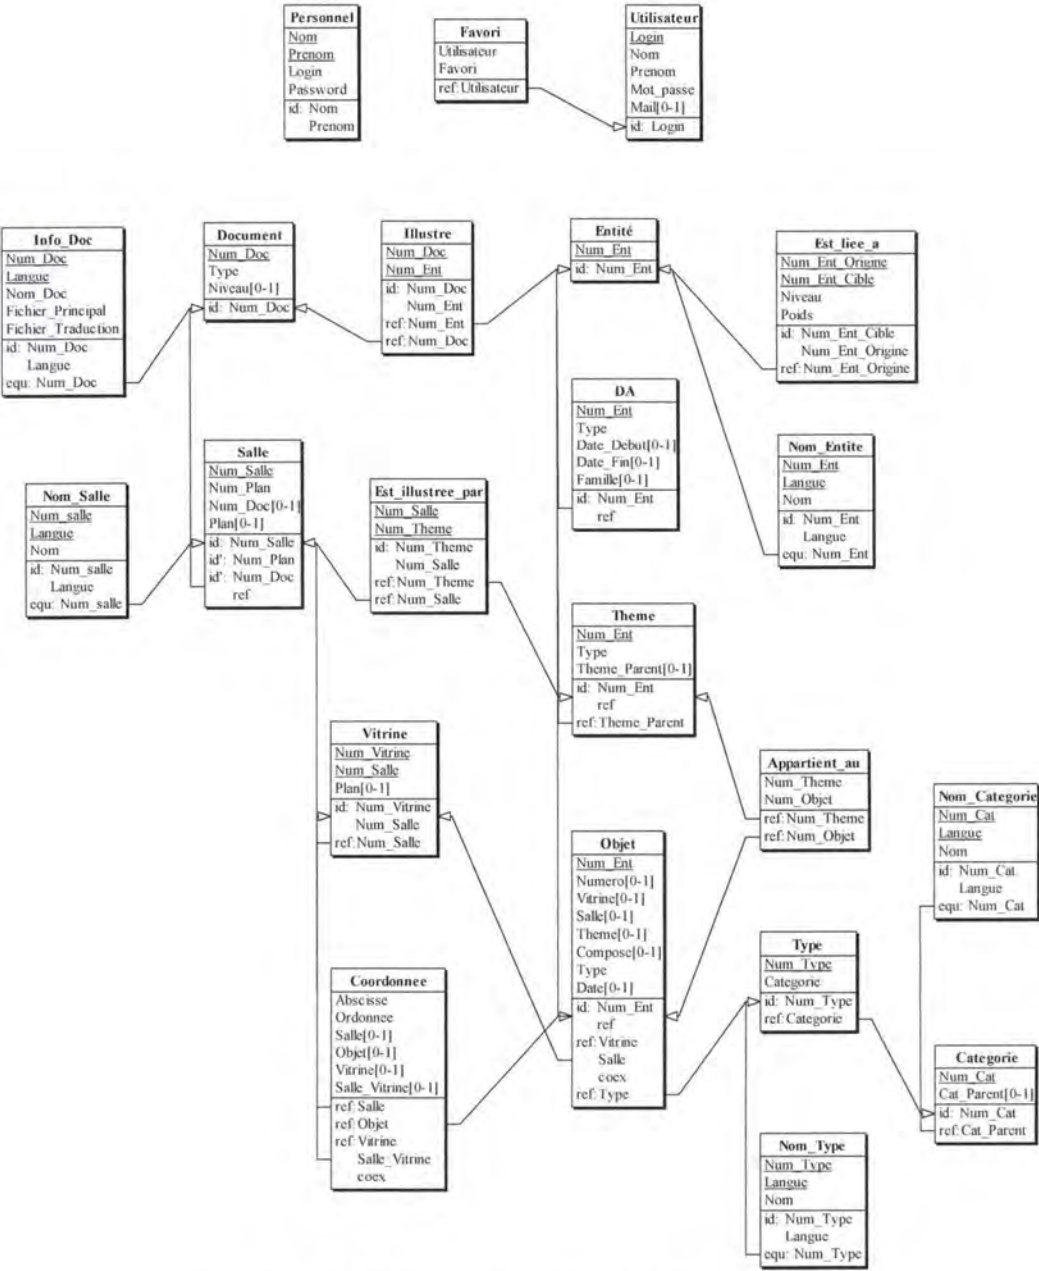 Personnel
Nom
Prenom
Login
Password
id: Nom
Prenom
Favori
Utilisateur
Favori
ref: Utilisateur
Utilisateur
Login
Nom
Prenom
Mot_passe
Mail[0-1]
id: Login
Info_Doc
Num_Doc
Langue
Nom_Doc
Fichier_Principal
Fichier_Traduction
id: Num_Doc
Langue
equ: Num_Doc
Document
Num_Doc
Type
Niveau[0-1]
id: Num_Doc
Illustre
Num_Doc
Num_Ent
id: Num_Doc
Num_Ent
ref: Num_Ent
ref: Num_Doc
Entité
Num_Ent
id: Num_Ent
Est_liee_a
Num_Ent_Origine
Num_Ent_Cible
Niveau
Poids
id: Num_Ent_Cible
Num_Ent_Origine
ref: Num_Ent_Origine
DA
Num_Ent
Type
Date_Debut[0-1]
Date_Fin[0-1]
Famille[0-1]
id: Num_Ent
ref
Nom_Entite
Num_Ent
Langue
Nom
id: Num_Ent
Langue
equ: Num_Ent
Nom_Salle
Num_salle
Langue
Nom
id: Num_salle
Langue
equ: Num_salle
Salle
Num_Salle
Num_Plan
Num_Doc[0-1]
Plan[0-1]
id: Num_Salle
id': Num_Plan
id': Num_Doc
ref
Est_illustree_par
Num_Salle
Num_Theme
id: Num_Theme
Num_Salle
ref: Num_Theme
ref: Num_Salle
Theme
Num_Ent
Type
Theme_Parent[0-1]
id: Num_Ent
ref
ref: Theme_Parent
Vitrine
Num_Vitrine
Num_Salle
Plan[0-1]
id: Num_Vitrine
Num_Salle
ref: Num_Salle
Appartient_au
Num_Theme
Num_Objet
ref: Num_Theme
ref: Num_Objet
Nom_Categorie
Num_Cat
Langue
Nom
id: Num_Cat
Langue
equ: Num_Cat
Objet
Num_Ent
Numero[0-1]
Vitrine[0-1]
Salle[0-1]
Theme[0-1]
Compose[0-1]
Type
Date[0-1]
id: Num_Ent
ref
ref: Vitrine
Salle
coex
ref: Type
Type
Num_Type
Categorie
id: Num_Type
ref: Categorie
Coordonnee
Abscisse
Ordonnee
Salle[0-1]
Objet[0-1]
Vitrine[0-1]
Salle_Vitrine[0-1]
ref: Salle
ref: Objet
ref: Vitrine
Salle_Vitrine
coex
Categorie
Num_Cat
Cat_Parent[0-1]
id: Num_Cat
ref: Cat_Parent
Nom_Type
Num_Type
Langue
Nom
id: Num_Type
Langue
equ: Num_Type